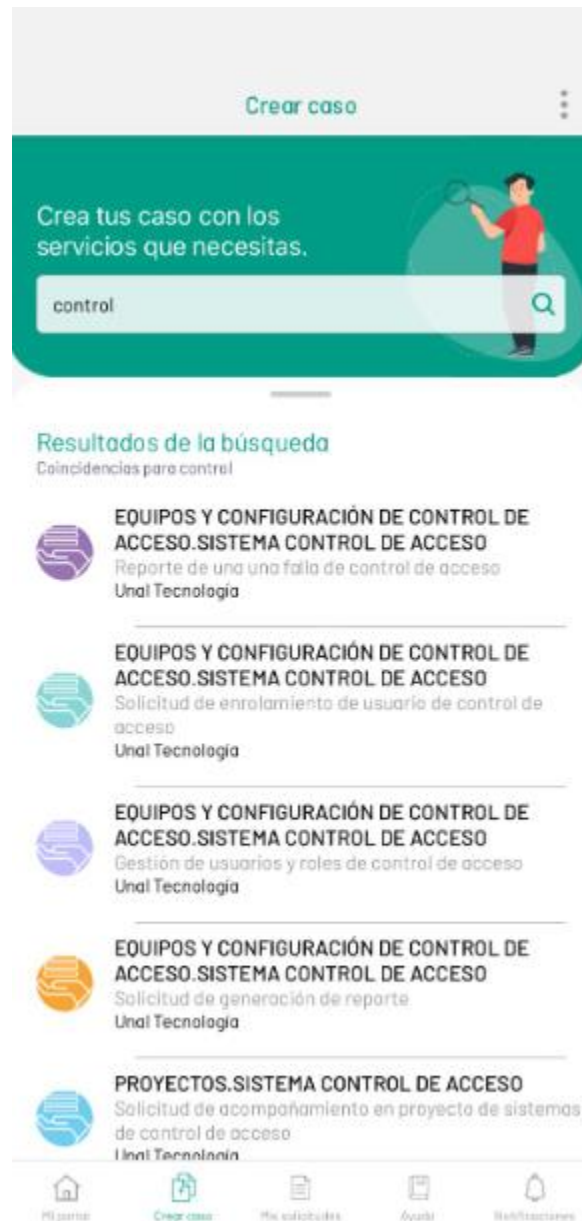 Crear caso
Crea tus caso con los
servicios que necesitas.
control
Resultados de la búsqueda
Coincidencias para control
EQUIPOS Y CONFIGURACIÓN DE CONTROL DE
ACCESO.SISTEMA CONTROL DE ACCESO
Reporte de una una falla de control de acceso
Unal Tecnología
EQUIPOS Y CONFIGURACIÓN DE CONTROL DE
ACCESO.SISTEMA CONTROL DE ACCESO
Solicitud de enrolamiento de usuario de control de
acceso
Unal Tecnología
EQUIPOS Y CONFIGURACIÓN DE CONTROL DE
ACCESO.SISTEMA CONTROL DE ACCESO
Gestión de usuarios y roles de control de acceso
Unal Tecnología
EQUIPOS Y CONFIGURACIÓN DE CONTROL DE
ACCESO.SISTEMA CONTROL DE ACCESO
Solicitud de generación de reporte
Unal Tecnología
PROYECTOS.SISTEMA CONTROL DE ACCESO
Solicitud de acompañamiento en proyecto de sistemas
de control de acceso
Unal Tecnología
Crear caso
Mis solicitudes
Ayuda
Notificaciones